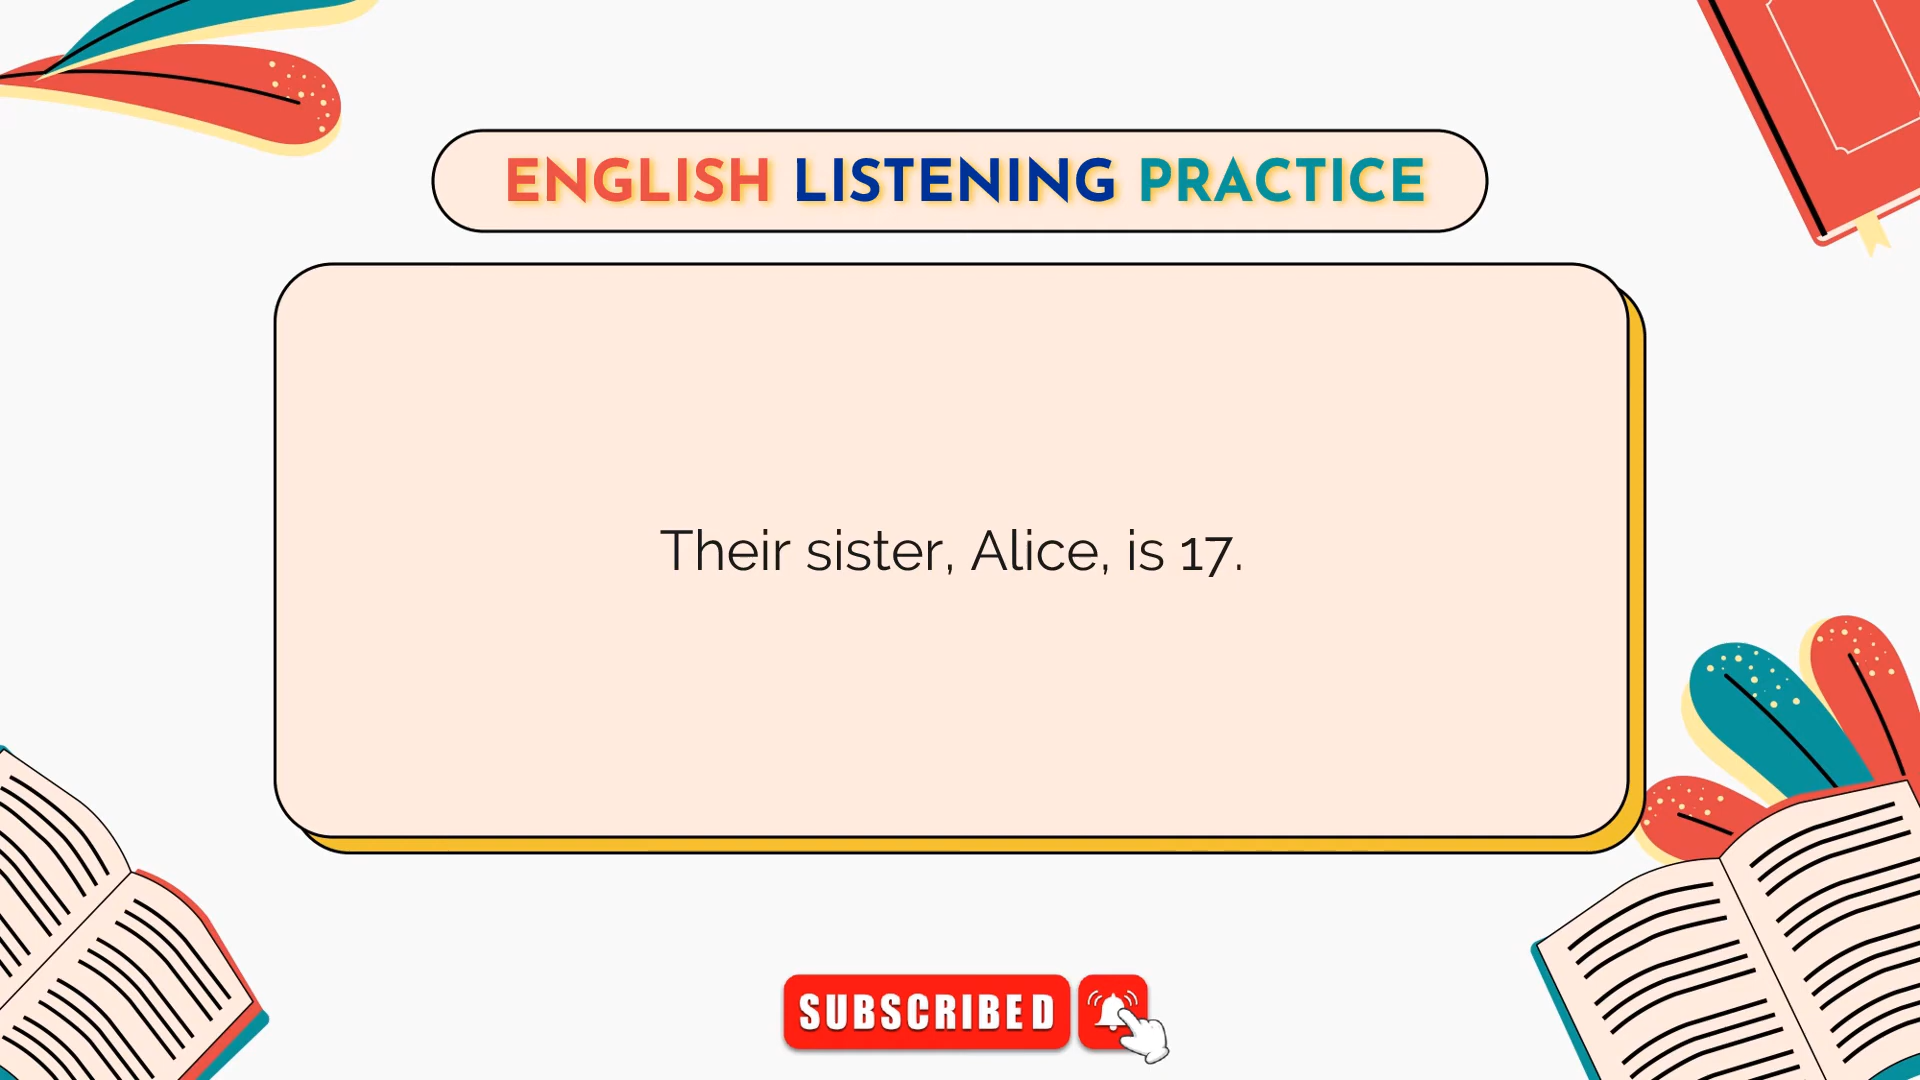 ENGLISH LISTENING PRACTICE
Their sister, Alice, is 17.
SUBSCRIBED